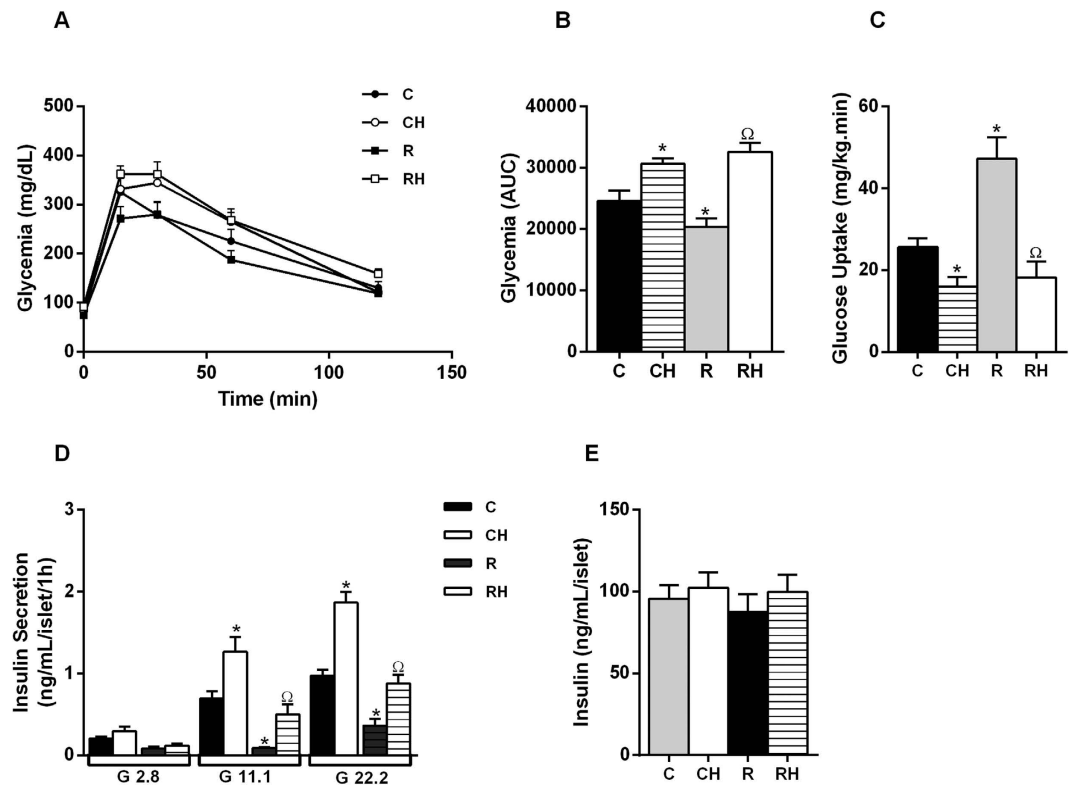 A
Glycemia (mg/dL)
500
400
300
200
100
0
0 50 100 150
Time (min)
C
CH
R
RH
B
Glycemia (AUC)
40000
30000
20000
10000
0
* * Ω
C CH R RH
C
Glucose Uptake (mg/kg.min)
60
40
20
0
* * Ω
C CH R RH
D
Insulin Secretion
(ng/mL/islet/1h)
3
2
1
0
* * Ω * * Ω
G 2.8 G 11.1 G 22.2
C
CH
R
RH
E
Insulin (ng/mL/islet)
150
100
50
0
C CH R RH